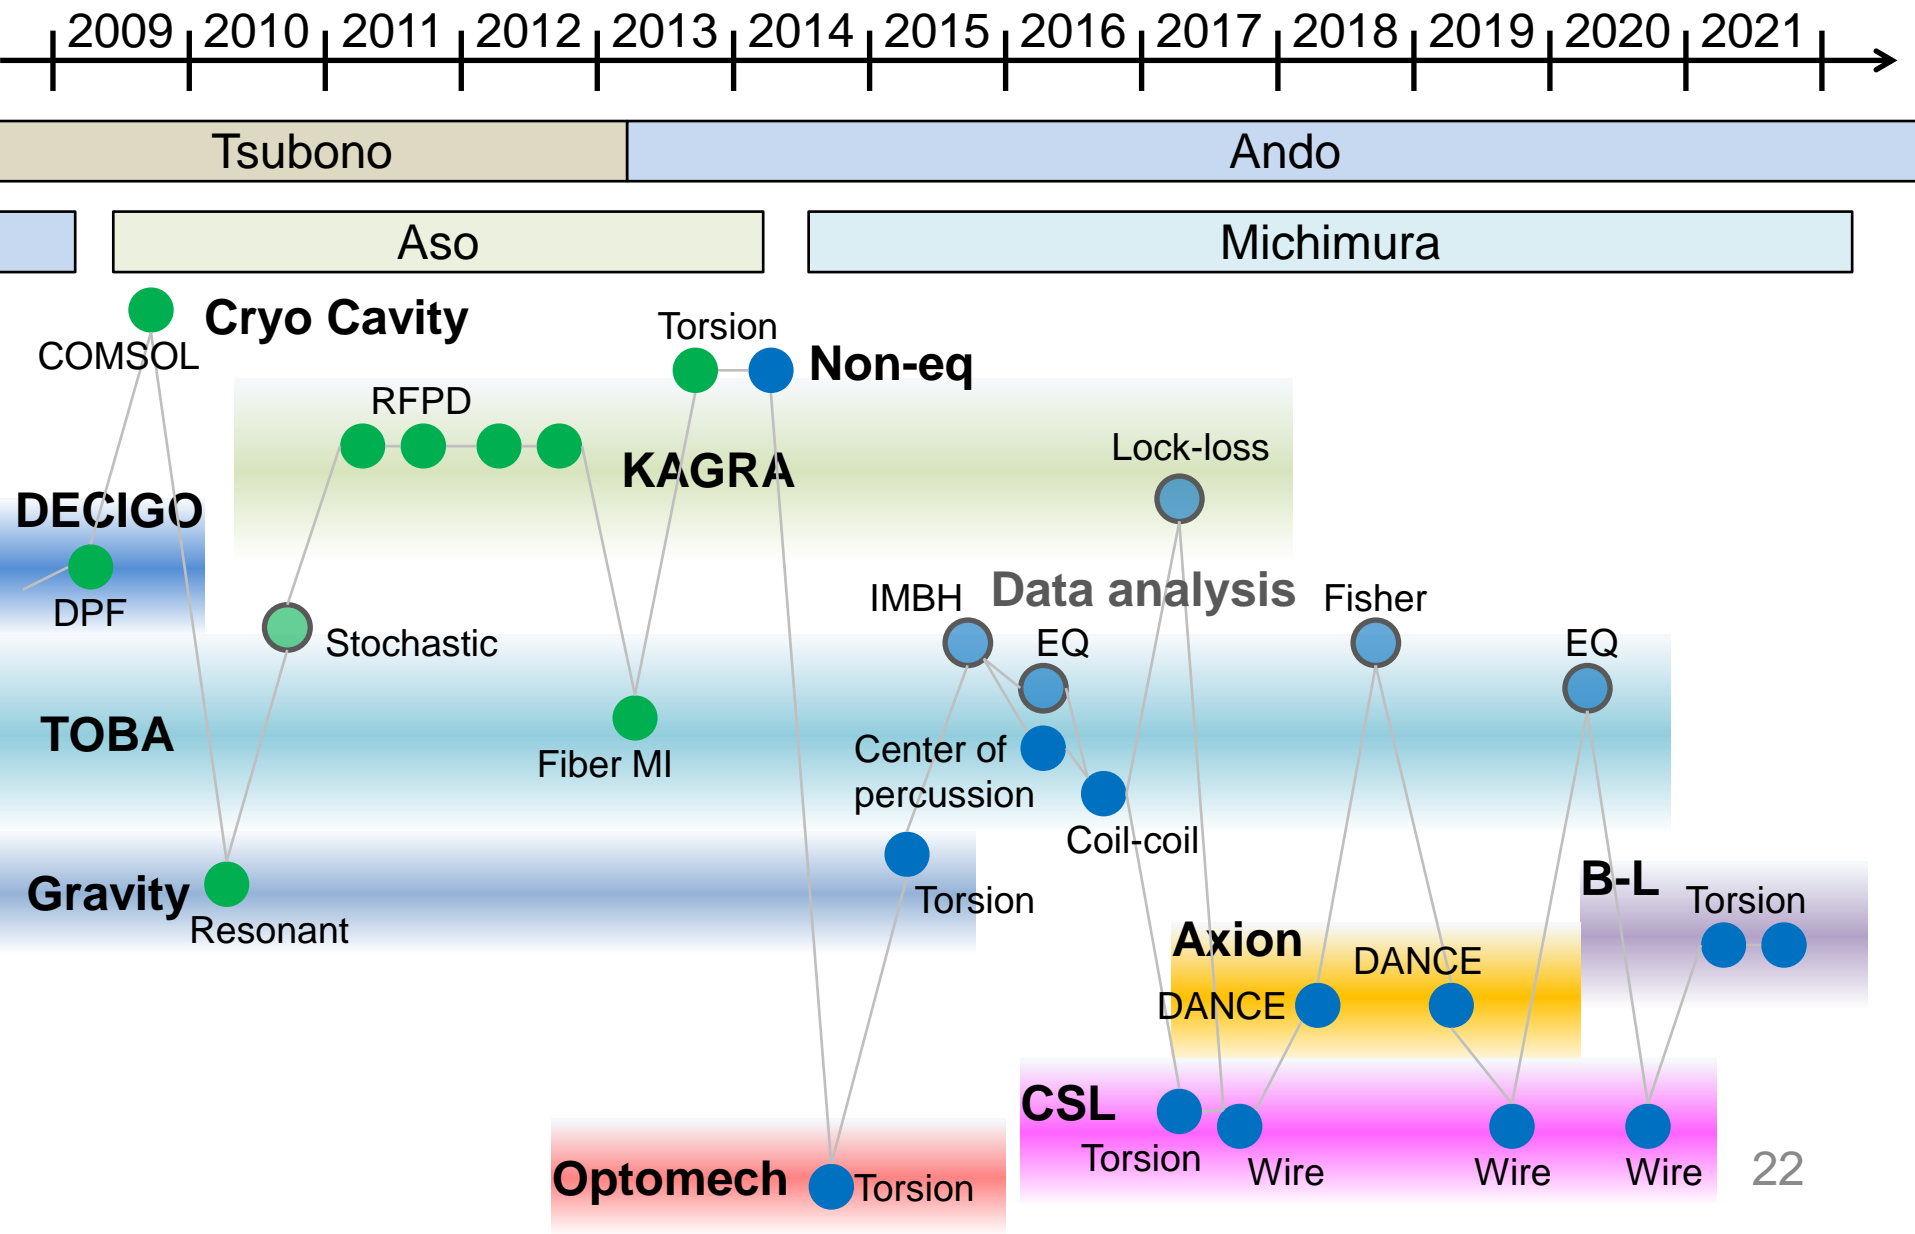 2009 2010 2011 2012 2013 2014 2015 2016 2017 2018 2019 2020 2021
Tsubono
Ando
Aso
Michimura
Cryo Cavity
COMSOL
Torsion
Non-eq
RFPD
KAGRA
Lock-loss
DECIGO
DPF
Stochastic
IMBH
Data analysis
Fisher
EQ
EQ
TOBA
Fiber MI
Center of
percussion
Coil-coil
Gravity
Resonant
Torsion
B-L
Torsion
Axion
DANCE
DANCE
CSL
Torsion
Wire
Wire
Wire
Optomech
Torsion
22